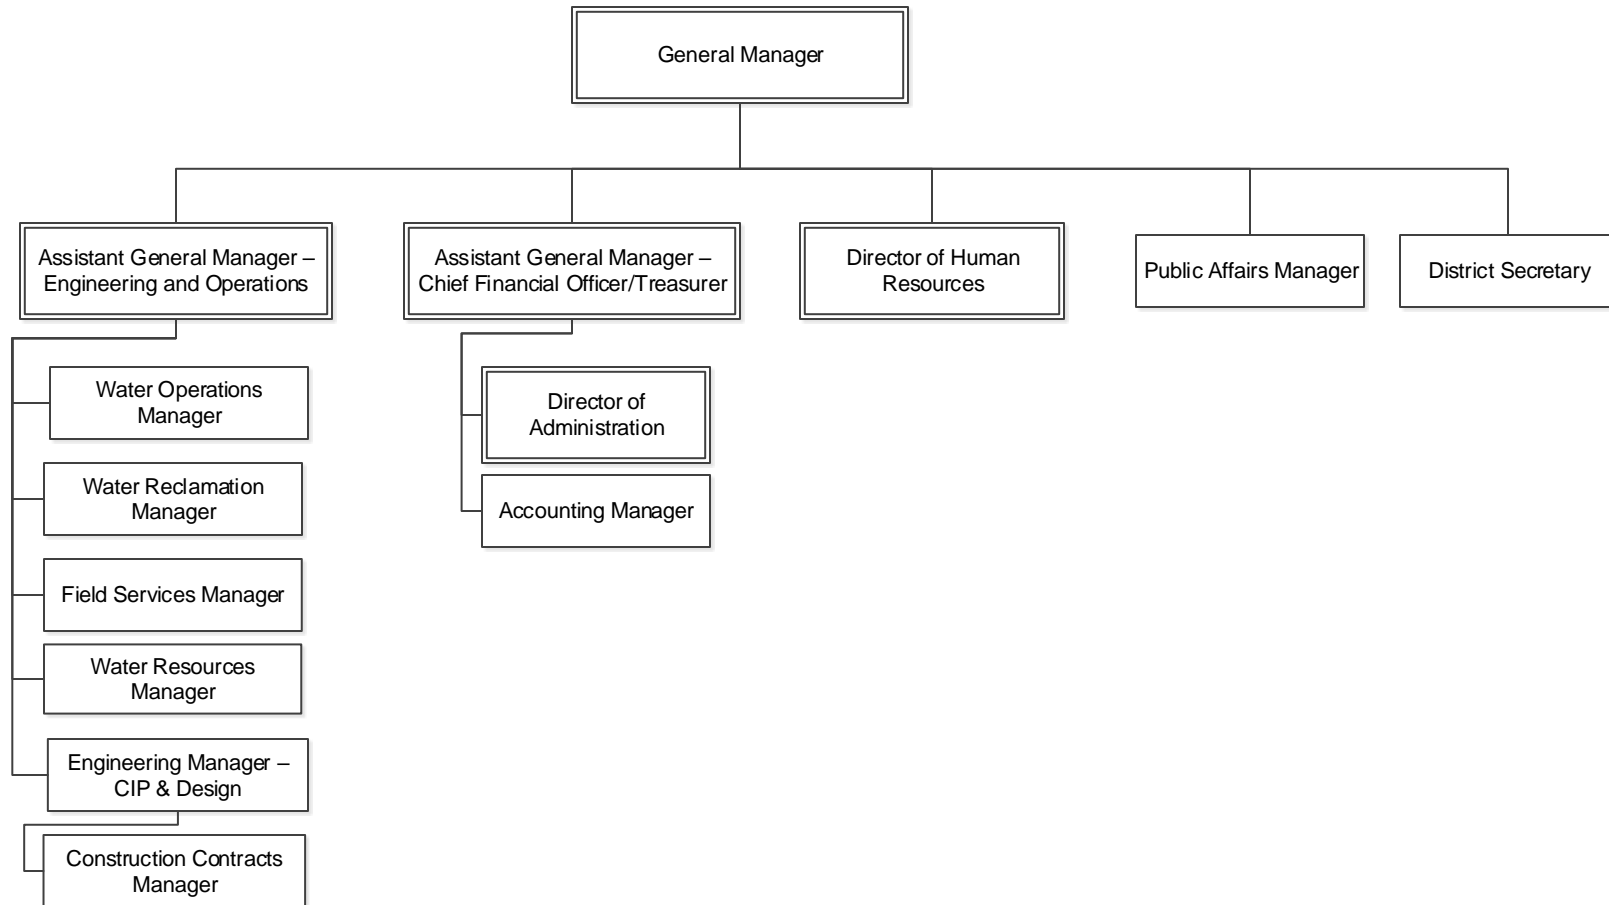 General Manager
Assistant General Manager –
Engineering and Operations
Assistant General Manager –
Chief Financial Officer/Treasurer
Director of Human
Resources
Public Affairs Manager
District Secretary
Water Operations
Manager
Water Reclamation
Manager
Field Services Manager
Water Resources
Manager
Engineering Manager –
CIP & Design
Construction Contracts
Manager
Director of
Administration
Accounting Manager